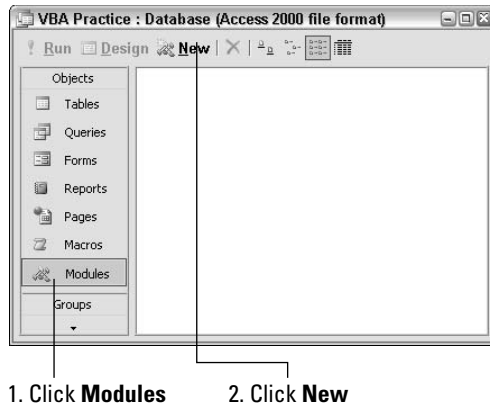 VBA Practice : Database (Access 2000 file format)
Run Design New
Objects
Tables
Queries
Forms
Reports
Pages
Macros
Modules
Groups
1. Click Modules 2. Click New